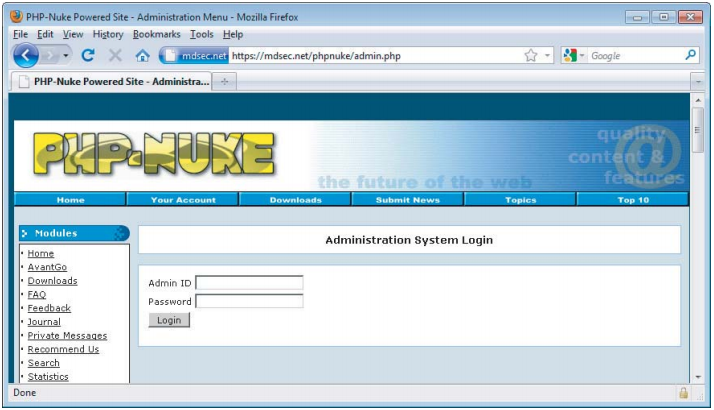 PHP-Nuke Powered Site - Administration Menu - Mozilla Firefox
File Edit View History Bookmarks Tools Help
mdsec.net https://mdsec.net/phpnuke/admin.php
Google
PHP-Nuke Powered Site - Administra...
PHP-NUKE
quality
content &
features
the future of the web
Home Your Account Downloads Submit News Topics Top 10
Modules
Administration System Login
Home
AvantGo
Downloads
FAQ
Feedback
Journal
Private Messages
Recommend Us
Search
Statistics
Admin ID
Password
Login
Done